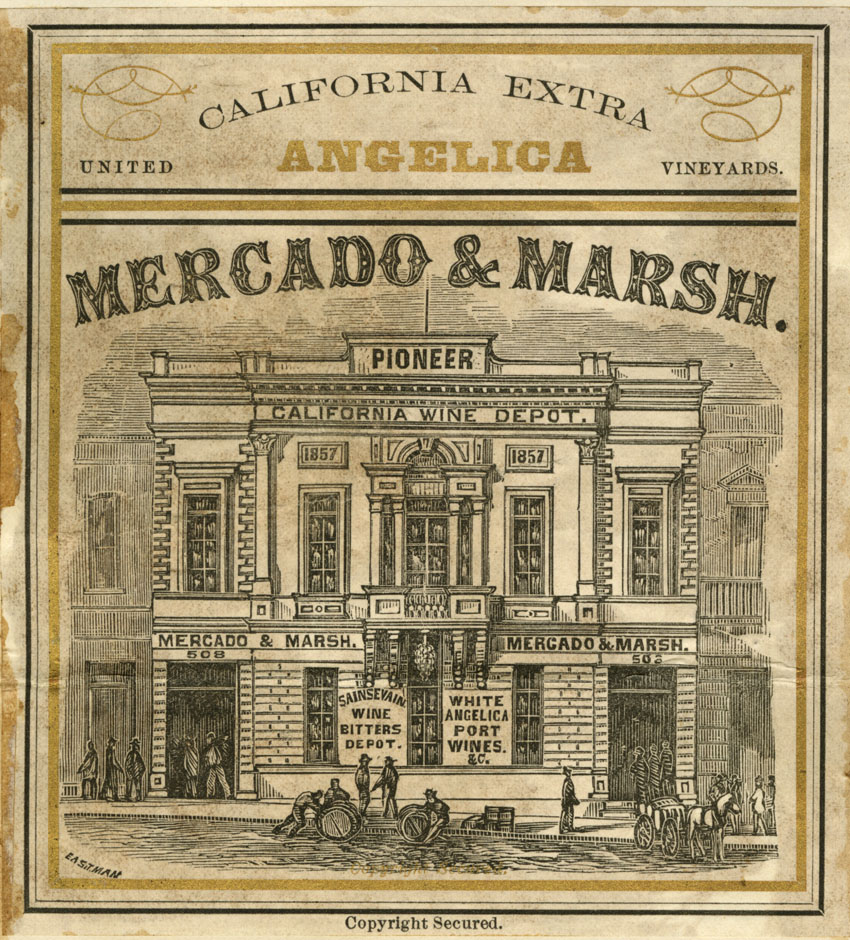 CALIFORNIA EXTRA
ANGELICA
UNITED
VINEYARDS.
MERCADO & MARSH.
PIONEER
CALIFORNIA WINE DEPOT.
1857
1857
MERCADO & MARSH.
508
MERCADO & MARSH.
506
SAINSEVAIN
WINE
BITTERS
DEPOT.
WHITE
ANGELICA
PORT
WINES.
&C.
EASTMAN
Copyright Secured.